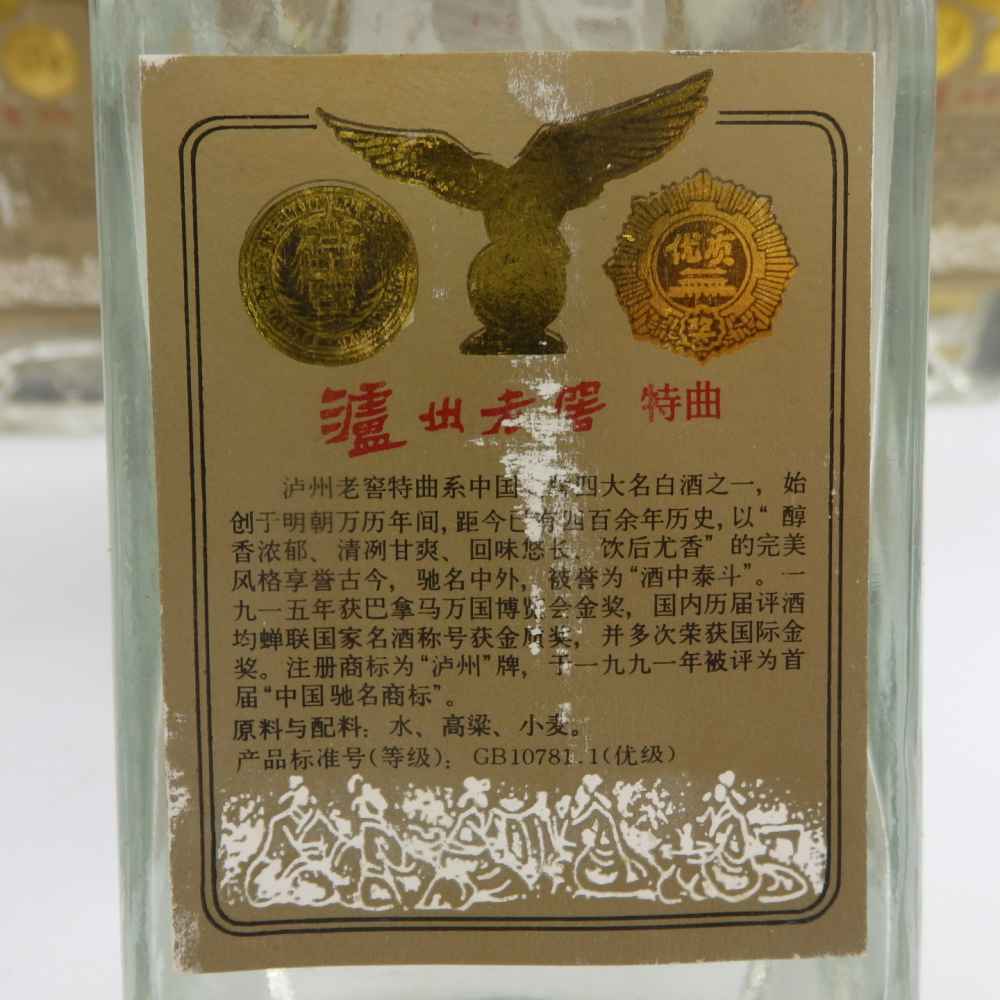 优质
奖
泸州老窖 特曲
泸州老窖特曲系中国 四大名白酒之一，始
创于明朝万历年间，距今已有四百余年历史，以“醇
香浓郁、清冽甘爽、回味悠长，饮后尤香”的完美
风格享誉古今，驰名中外，被誉为“酒中泰斗”。一
九一五年获巴拿马万国博览会金奖，国内历届评酒
均蝉联国家名酒称号获金质奖，并多次荣获国际金
奖。注册商标为“泸州”牌，于一九九一年被评为首
届“中国驰名商标”。
原料与配料：水、高粱、小麦。
产品标准号(等级)：GB10781.1(优级)